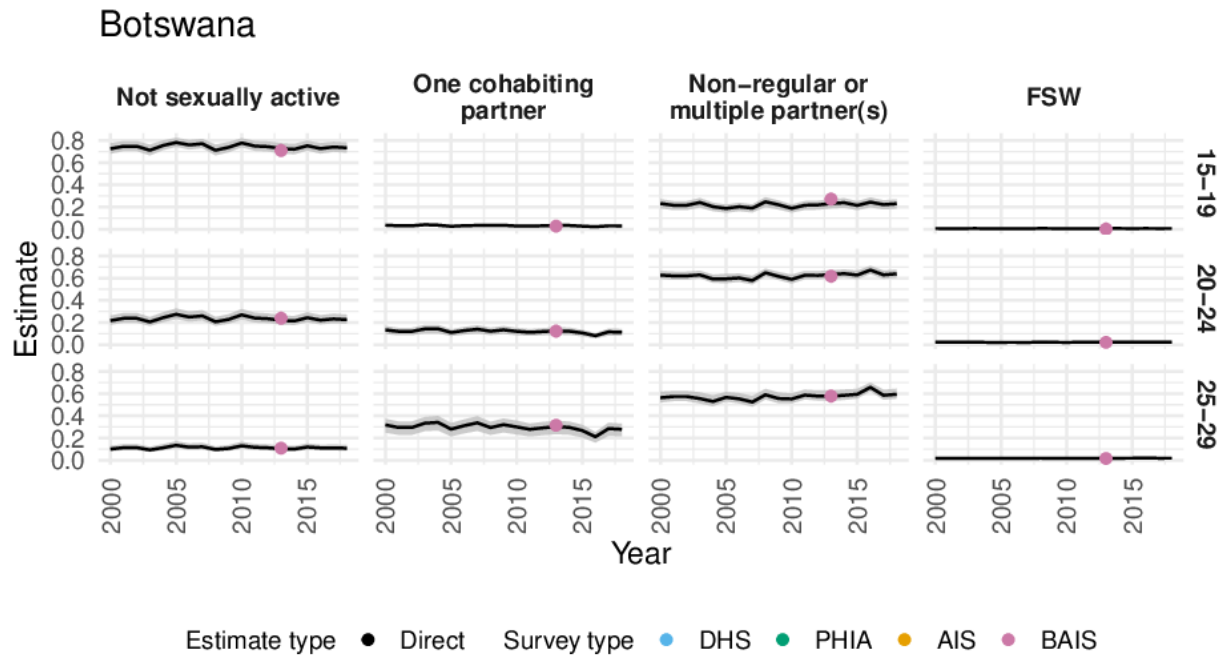 Botswana
Not sexually active
One cohabiting
partner
Non−regular or
multiple partner(s)
FSW
0.8
0.6
0.4
0.2
0.0
15−19
0.8
0.6
0.4
0.2
0.0
20−24
0.8
0.6
0.4
0.2
0.0
25−29
Estimate
2000 2005 2010 2015 2000 2005 2010 2015 2000 2005 2010 2015 2000 2005 2010 2015
Year
Estimate type Direct Survey type DHS PHIA AIS BAIS